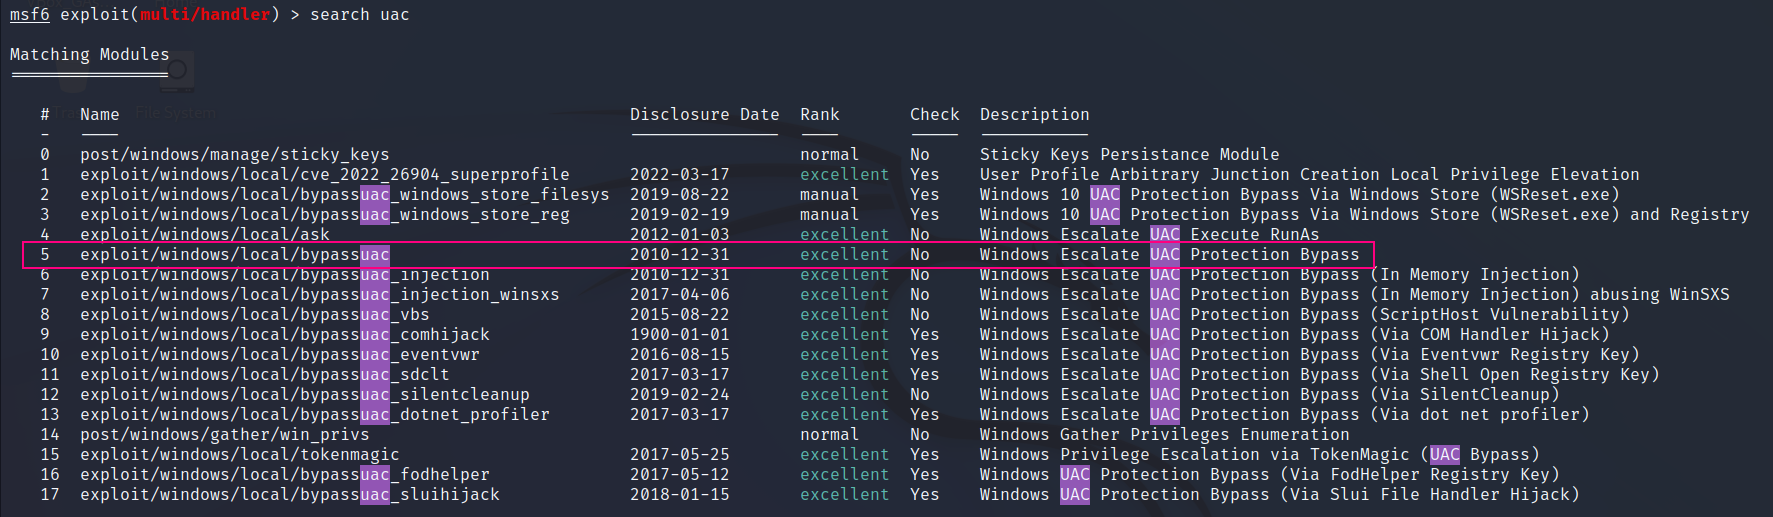 msf6 exploit(multi/handler) > search uac
Matching Modules
================
#   Name   Disclosure Date   Rank   Check   Description
-   ----   ---------------   ----   -----   -----------
0   post/windows/manage/sticky_keys   normal   No   Sticky Keys Persistance Module
1   exploit/windows/local/cve_2022_26904_superprofile   2022-03-17   excellent   Yes   User Profile Arbitrary Junction Creation Local Privilege Elevation
2   exploit/windows/local/bypassuac_windows_store_filesys   2019-08-22   manual   Yes   Windows 10 UAC Protection Bypass Via Windows Store (WSReset.exe)
3   exploit/windows/local/bypassuac_windows_store_reg   2019-02-19   manual   Yes   Windows 10 UAC Protection Bypass Via Windows Store (WSReset.exe) and Registry
4   exploit/windows/local/ask   2012-01-03   excellent   No   Windows Escalate UAC Execute RunAs
5   exploit/windows/local/bypassuac   2010-12-31   excellent   No   Windows Escalate UAC Protection Bypass
6   exploit/windows/local/bypassuac_injection   2010-12-31   excellent   No   Windows Escalate UAC Protection Bypass (In Memory Injection)
7   exploit/windows/local/bypassuac_injection_winsxs   2017-04-06   excellent   No   Windows Escalate UAC Protection Bypass (In Memory Injection) abusing WinSXS
8   exploit/windows/local/bypassuac_vbs   2015-08-22   excellent   No   Windows Escalate UAC Protection Bypass (ScriptHost Vulnerability)
9   exploit/windows/local/bypassuac_comhijack   1900-01-01   excellent   Yes   Windows Escalate UAC Protection Bypass (Via COM Handler Hijack)
10   exploit/windows/local/bypassuac_eventvwr   2016-08-15   excellent   Yes   Windows Escalate UAC Protection Bypass (Via Eventvwr Registry Key)
11   exploit/windows/local/bypassuac_sdclt   2017-03-17   excellent   Yes   Windows Escalate UAC Protection Bypass (Via Shell Open Registry Key)
12   exploit/windows/local/bypassuac_silentcleanup   2019-02-24   excellent   No   Windows Escalate UAC Protection Bypass (Via SilentCleanup)
13   exploit/windows/local/bypassuac_dotnet_profiler   2017-03-17   excellent   Yes   Windows Escalate UAC Protection Bypass (Via dot net profiler)
14   post/windows/gather/win_privs   normal   No   Windows Gather Privileges Enumeration
15   exploit/windows/local/tokenmagic   2017-05-25   excellent   Yes   Windows Privilege Escalation via TokenMagic (UAC Bypass)
16   exploit/windows/local/bypassuac_fodhelper   2017-05-12   excellent   Yes   Windows UAC Protection Bypass (Via FodHelper Registry Key)
17   exploit/windows/local/bypassuac_sluihijack   2018-01-15   excellent   Yes   Windows UAC Protection Bypass (Via Slui File Handler Hijack)
File System